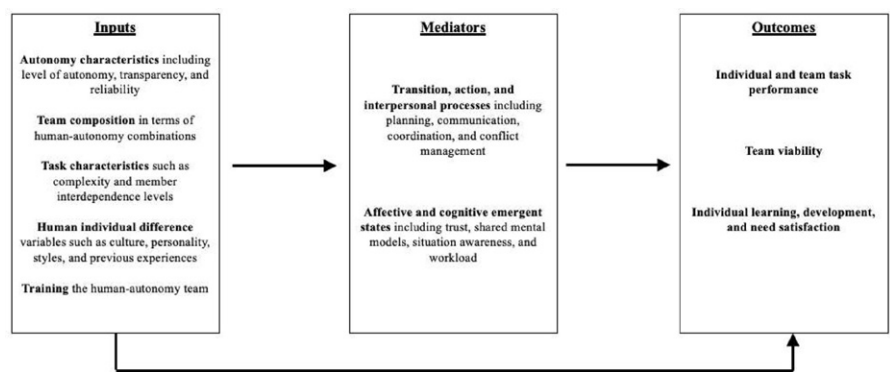 Inputs
Autonomy characteristics including
level of autonomy, transparency, and
reliability
Team composition in terms of
human-autonomy combinations
Task characteristics such as
complexity and member
interdependence levels
Human individual difference
variables such as culture, personality,
styles, and previous experiences
Training the human-autonomy team
Mediators
Transition, action, and
interpersonal processes including
planning, communication,
coordination, and conflict
management
Affective and cognitive emergent
states including trust, shared mental
models, situation awareness, and
workload
Outcomes
Individual and team task
performance
Team viability
Individual learning, development,
and need satisfaction